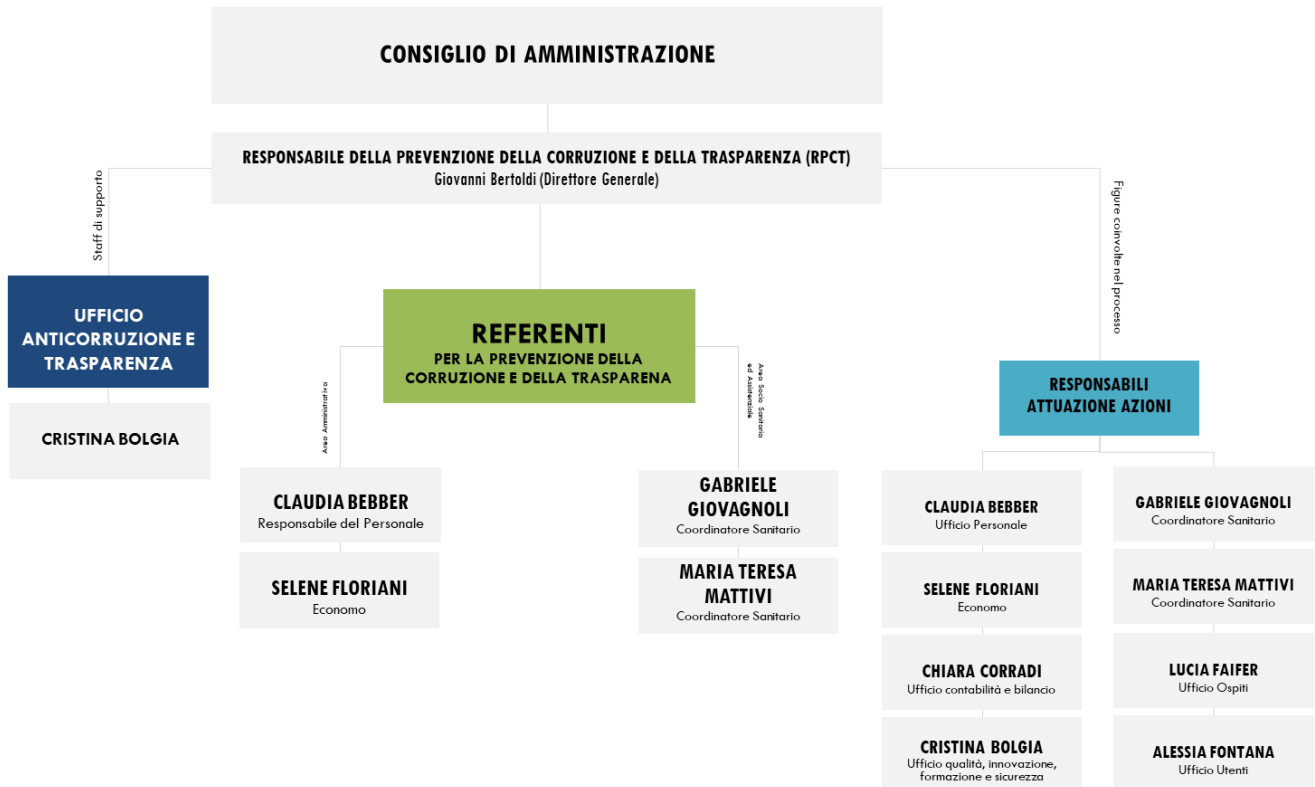 CONSIGLIO DI AMMINISTRAZIONE
RESPONSABILE DELLA PREVENZIONE DELLA CORRUZIONE E DELLA TRASPARENZA (RPCT)
Giovanni Bertoldi (Direttore Generale)
Staff di supporto
Figure coinvolte nel processo
UFFICIO
ANTICORRUZIONE E
TRASPARENZA
CRISTINA BOLGIA
REFERENTI
PER LA PREVENZIONE DELLA
CORRUZIONE E DELLA TRASPARENA
Area Amministrativa
Area Socio Sanitaria
ed Assistenziale
CLAUDIA BEBBER
Responsabile del Personale
SELENE FLORIANI
Economo
GABRIELE
GIOVAGNOLI
Coordinatore Sanitario
MARIA TERESA
MATTIVI
Coordinatore Sanitario
RESPONSABILI
ATTUAZIONE AZIONI
CLAUDIA BEBBER
Ufficio Personale
SELENE FLORIANI
Economo
CHIARA CORRADI
Ufficio contabilità e bilancio
CRISTINA BOLGIA
Ufficio qualità, innovazione,
formazione e sicurezza
GABRIELE GIOVAGNOLI
Coordinatore Sanitario
MARIA TERESA MATTIVI
Coordinatore Sanitario
LUCIA FAIFER
Ufficio Ospiti
ALESSIA FONTANA
Ufficio Utenti